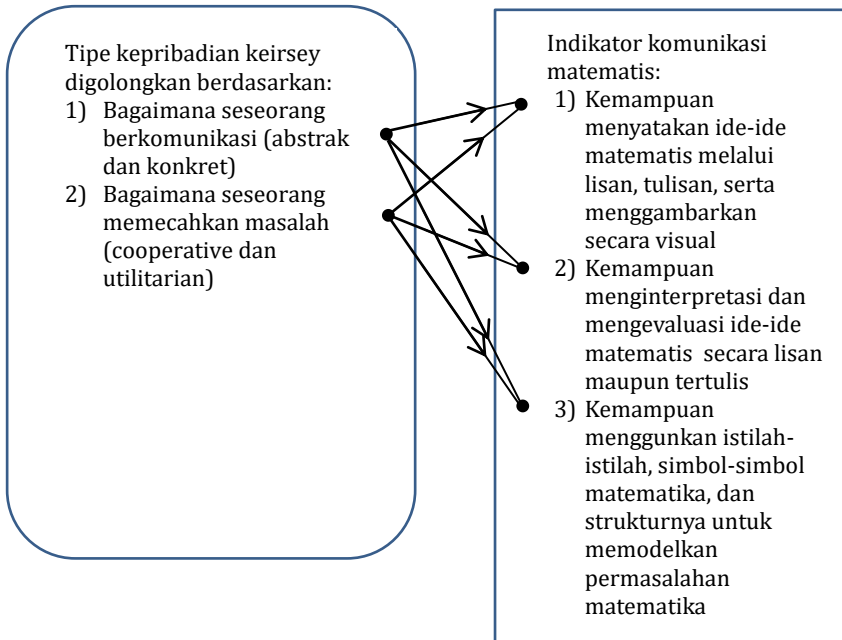 Tipe kepribadian keirsey
digolongkan berdasarkan:
1) Bagaimana seseorang
berkomunikasi (abstrak
dan konkret)
2) Bagaimana seseorang
memecahkan masalah
(cooperative dan
utilitarian)
Indikator komunikasi
matematis:
1) Kemampuan
menyatakan ide-ide
matematis melalui
lisan, tulisan, serta
menggambarkan
secara visual
2) Kemampuan
menginterpretasi dan
mengevaluasi ide-ide
matematis secara lisan
maupun tertulis
3) Kemampuan
menggunkan istilah-
istilah, simbol-simbol
matematika, dan
strukturnya untuk
memodelkan
permasalahan
matematika